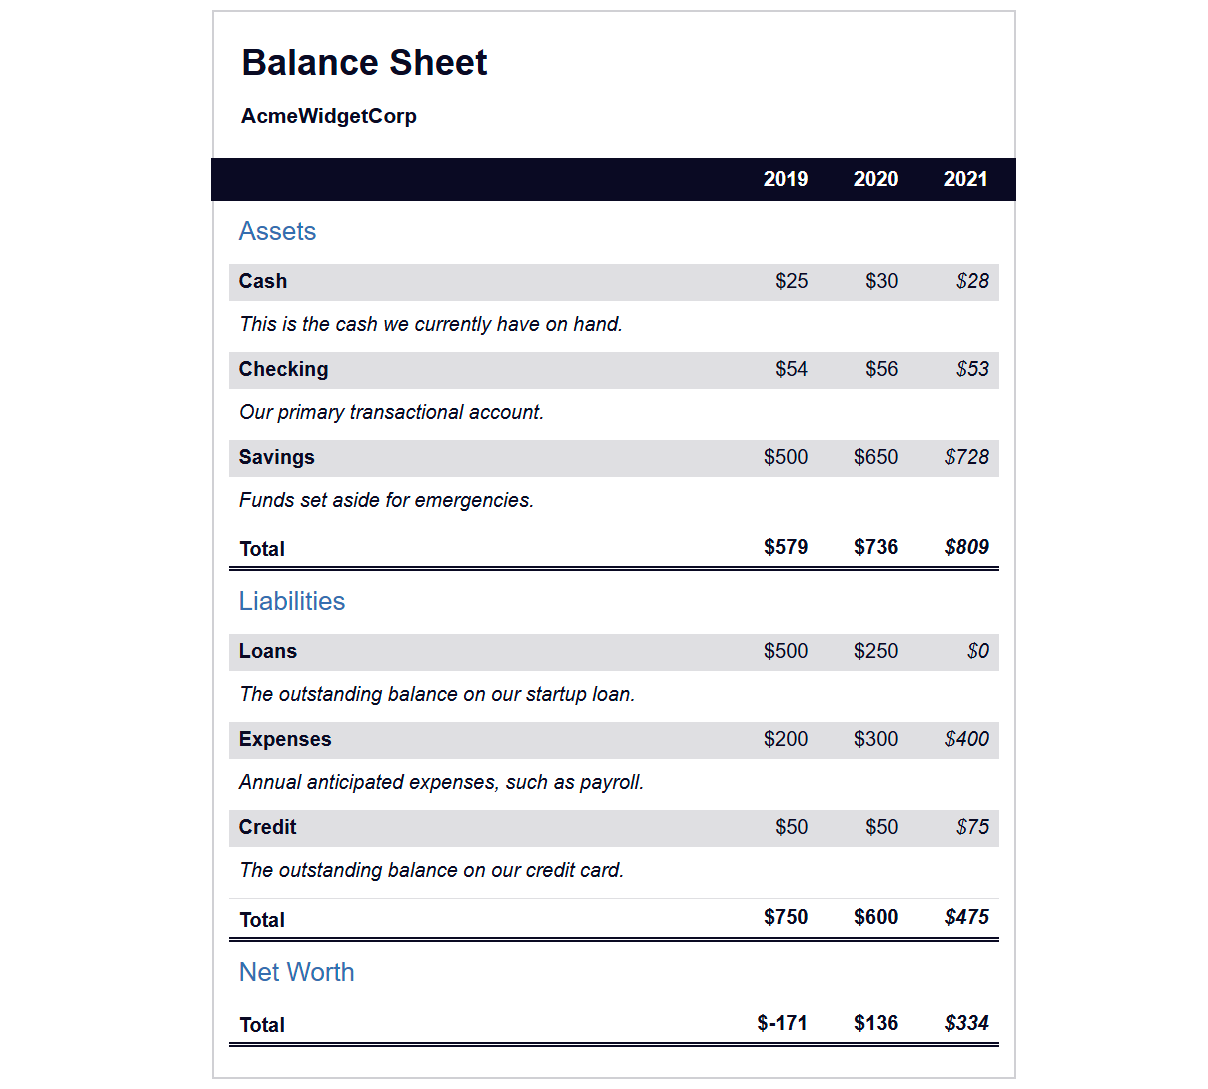 Balance Sheet
AcmeWidgetCorp
2019 2020 2021
Assets
Cash $25 $30 $28
This is the cash we currently have on hand.
Checking $54 $56 $53
Our primary transactional account.
Savings $500 $650 $728
Funds set aside for emergencies.
Total $579 $736 $809
Liabilities
Loans $500 $250 $0
The outstanding balance on our startup loan.
Expenses $200 $300 $400
Annual anticipated expenses, such as payroll.
Credit $50 $50 $75
The outstanding balance on our credit card.
Total $750 $600 $475
Net Worth
Total $-171 $136 $334